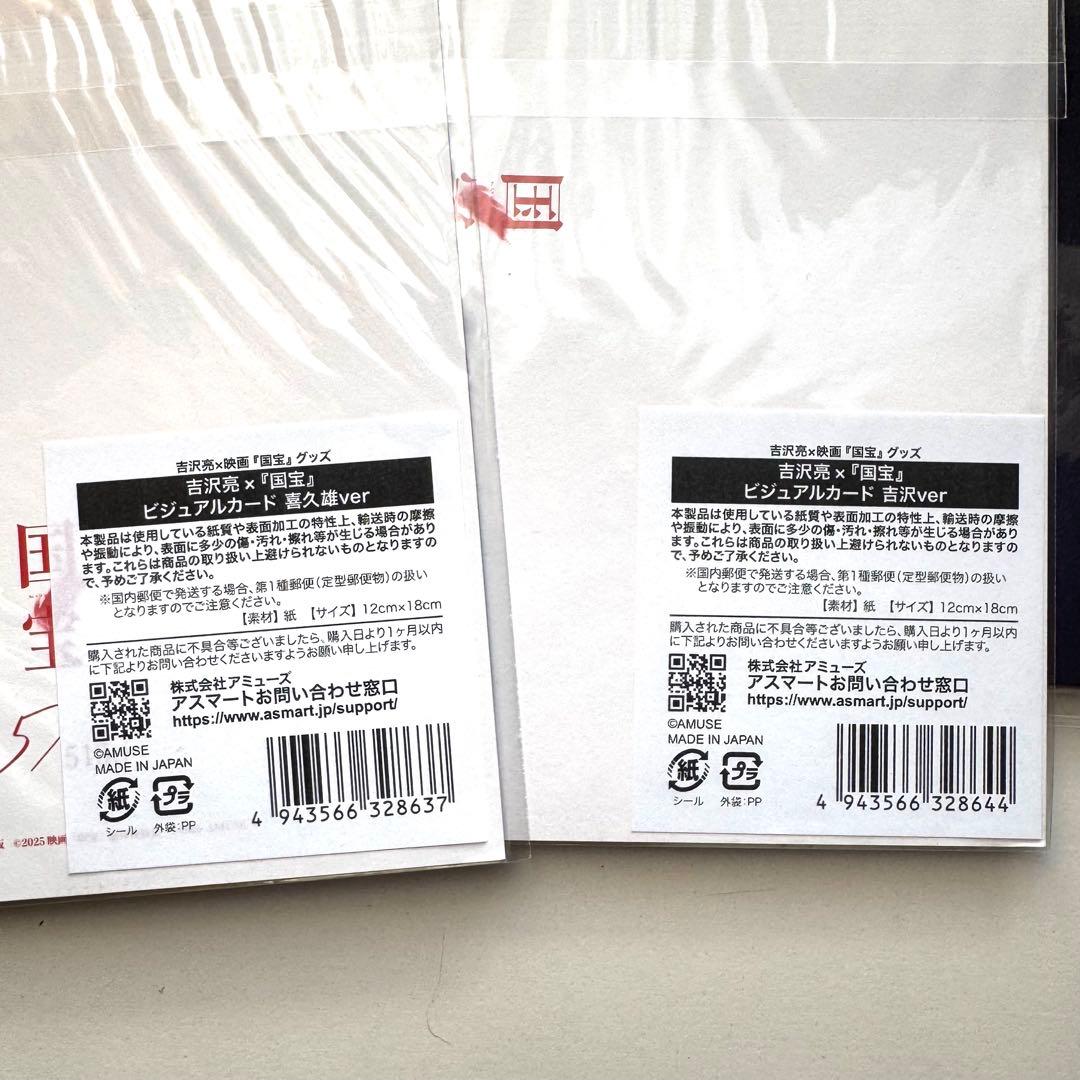 国
国
宝
吉沢亮×映画『国宝』グッズ
吉沢亮 ×『国宝』
ビジュアルカード 喜久雄ver
本製品は使用している紙質や表面加工の特性上、輸送時の摩擦
や振動により、表面に多少の傷・汚れ・擦れ等が生じる場合があり
ます。これらは商品の取り扱い上避けられないものとなりますの
で、予めご了承ください。
※国内郵便で発送する場合、第1種郵便(定型郵便物)の扱い
となりますのでご注意ください。
【素材】紙 【サイズ】12cm×18cm
購入された商品に不具合等ございましたら、購入日より1ヶ月以内
に下記よりお問い合わせくださいますようお願い申し上げます。
株式会社アミューズ
アスマートお問い合わせ窓口
https://www.asmart.jp/support/
©AMUSE
MADE IN JAPAN
紙
プラ
シール 外袋:PP
4 943566 328637
©2025 映画
吉沢亮×映画『国宝』グッズ
吉沢亮 ×『国宝』
ビジュアルカード 吉沢ver
本製品は使用している紙質や表面加工の特性上、輸送時の摩擦
や振動により、表面に多少の傷・汚れ・擦れ等が生じる場合があり
ます。これらは商品の取り扱い上避けられないものとなりますの
で、予めご了承ください。
※国内郵便で発送する場合、第1種郵便(定型郵便物)の扱い
となりますのでご注意ください。
【素材】紙 【サイズ】12cm×18cm
購入された商品に不具合等ございましたら、購入日より1ヶ月以内
に下記よりお問い合わせくださいますようお願い申し上げます。
株式会社アミューズ
アスマートお問い合わせ窓口
https://www.asmart.jp/support/
©AMUSE
MADE IN JAPAN
紙
プラ
シール 外袋:PP
4 943566 328644